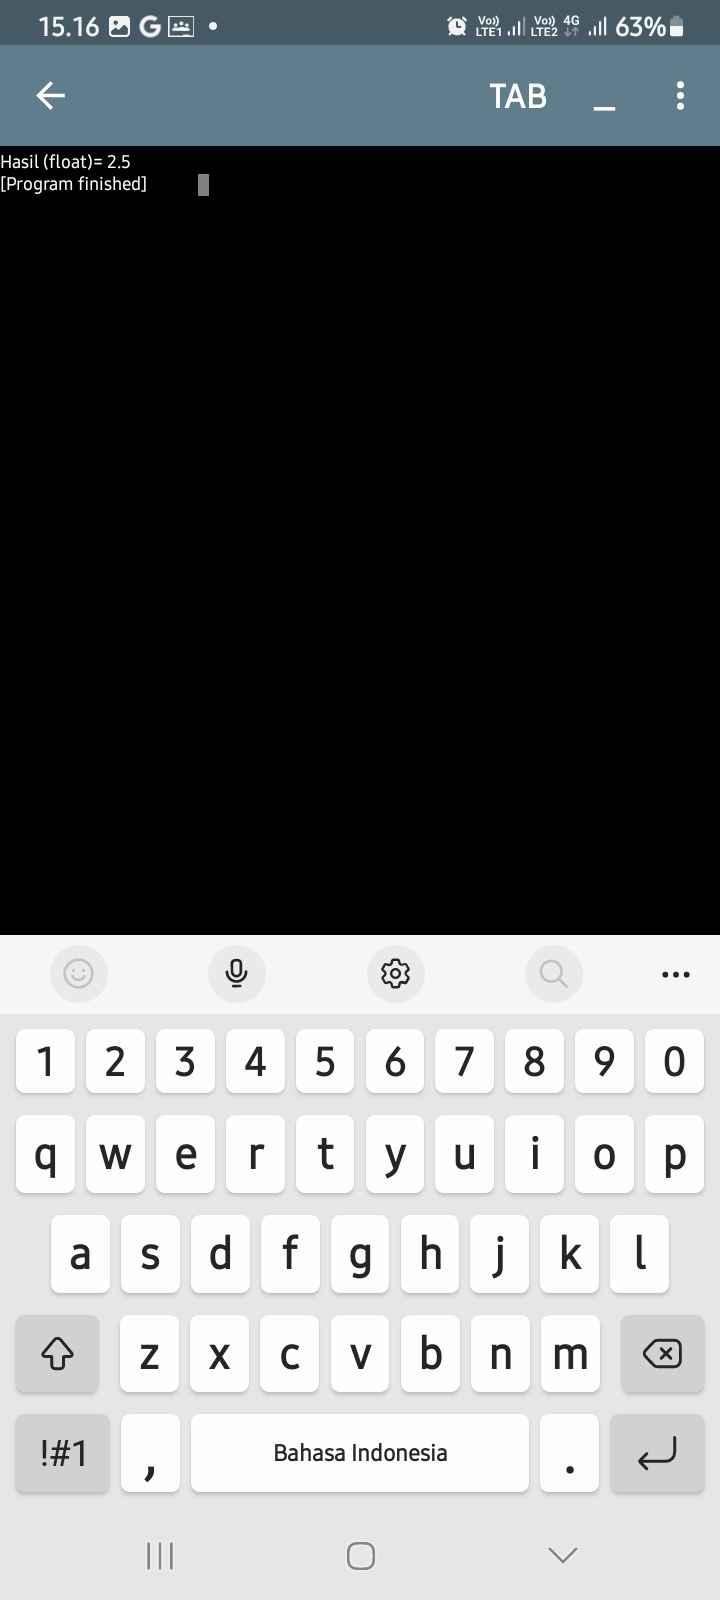 15.16 G Vo) LTE1 Vo) LTE2 4G 63%
TAB _
Hasil (float)= 2.5
[Program finished]
1 2 3 4 5 6 7 8 9 0
q w e r t y u i o p
a s d f g h j k l
z x c v b n m
!#1 , Bahasa Indonesia .